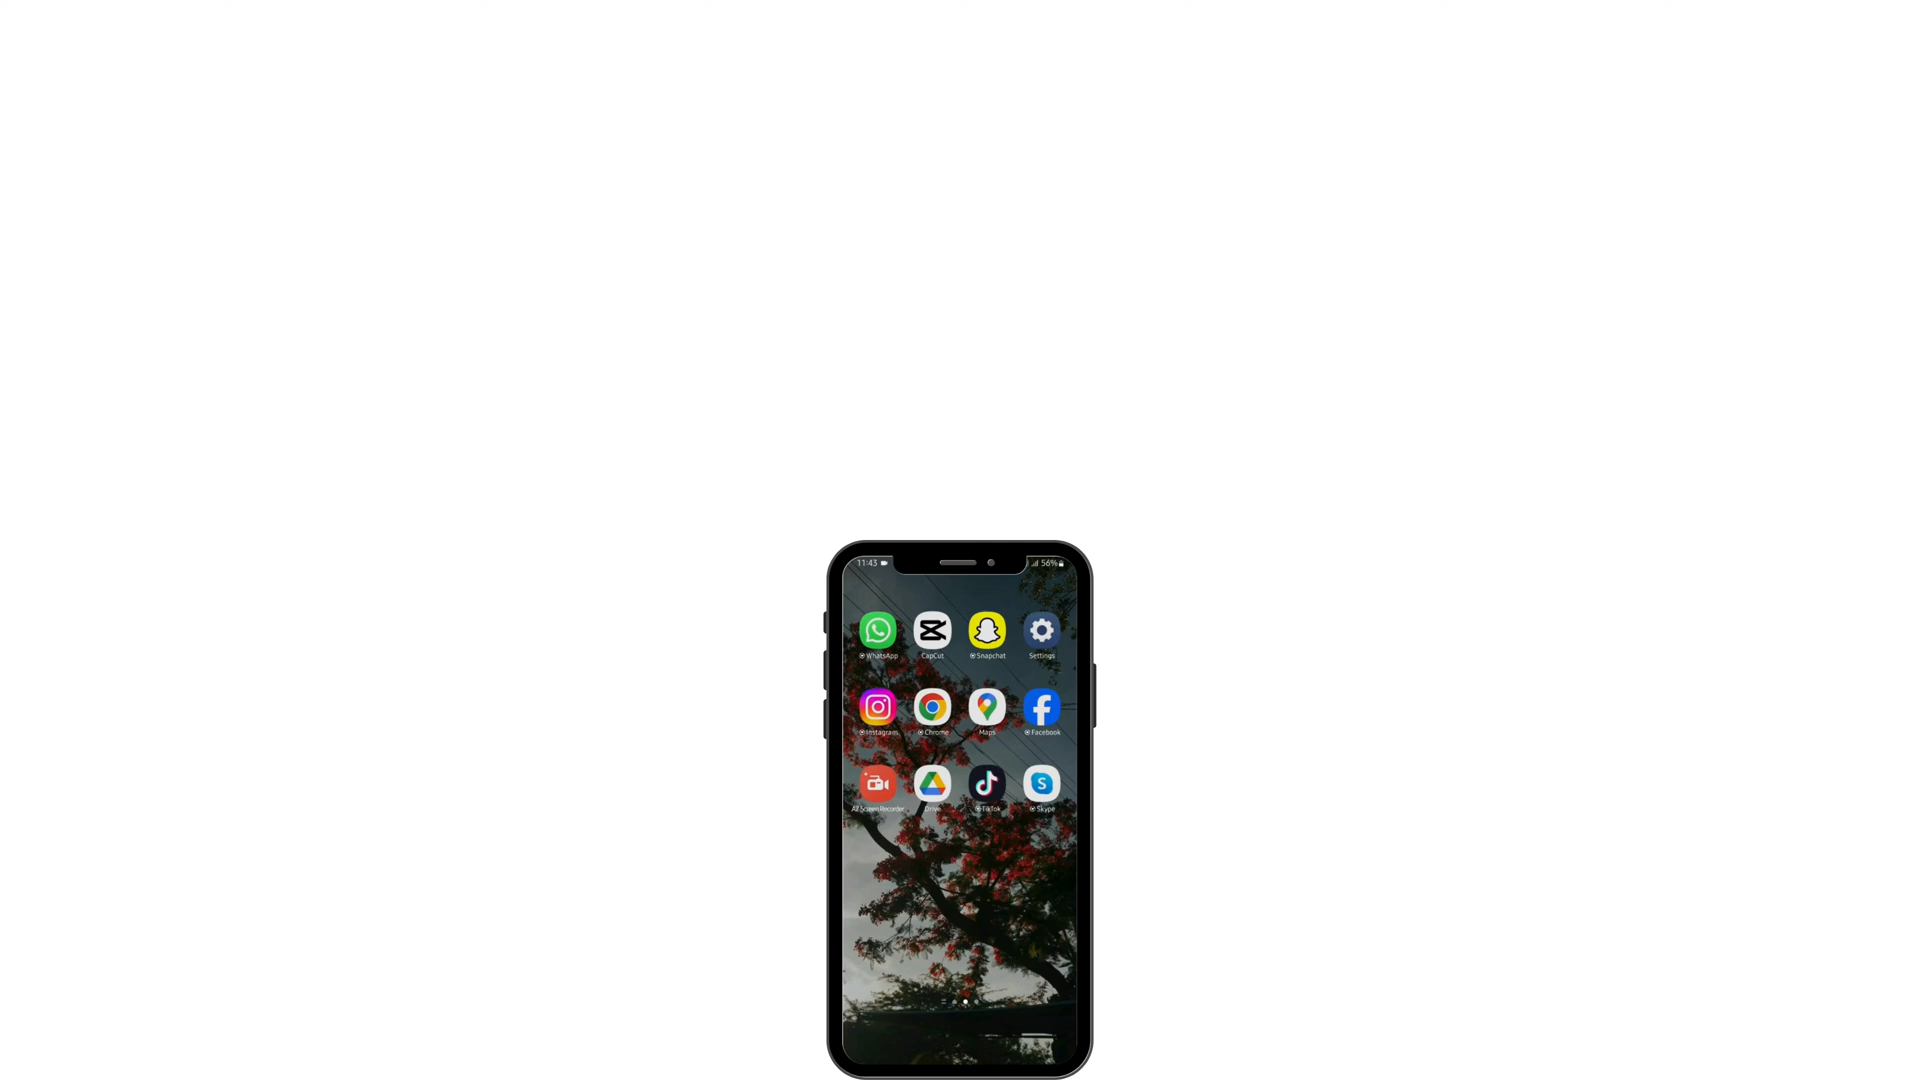 11:43 56%
WhatsApp CapCut Snapchat Settings
Instagram Chrome Maps Facebook
AZ Screen Recorder Drive TikTok Skype